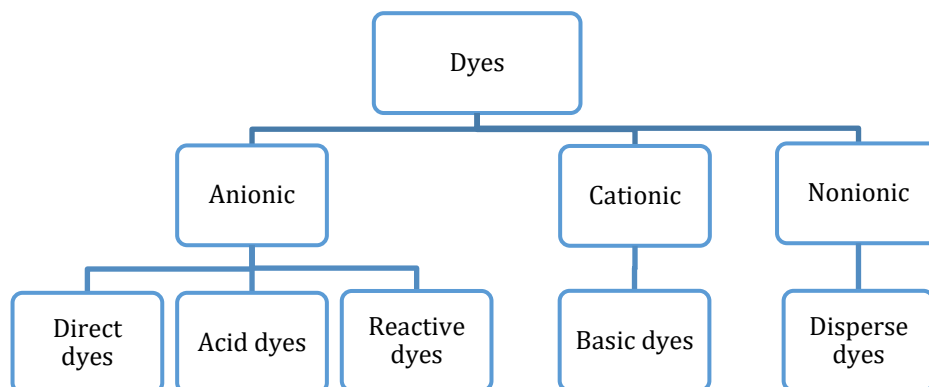 Dyes
Anionic
Cationic
Nonionic
Direct
dyes
Acid dyes
Reactive
dyes
Basic dyes
Disperse
dyes